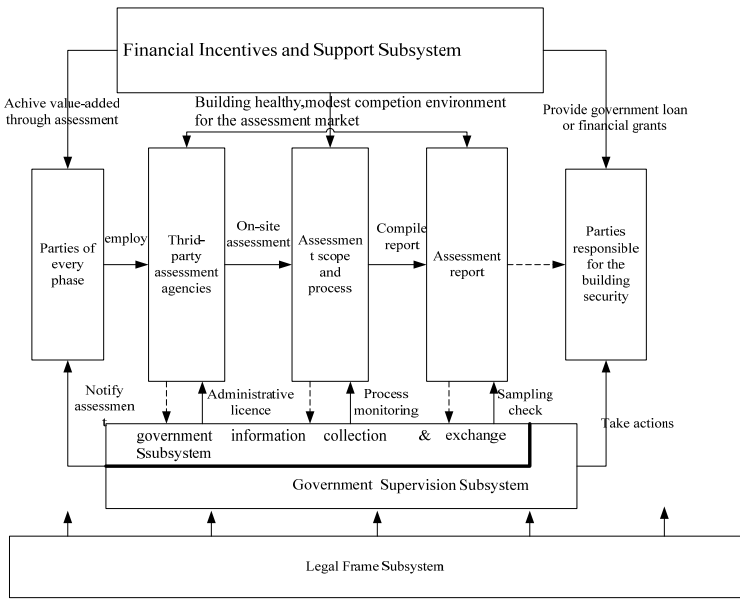 Financial Incentives and Support Subsystem
Achive value-added
through assessment
Building healthy,modest competion environment
for the assessment market
Provide government loan
or financial grants
Parties of
every
phase
employ
Thrid-
party
assessment
agencies
On-site
assessment
Assessmen
t scope
and
process
Compile
report
Assessment
report
Parties
responsible
for the
building
security
Notify
assessmen
t
Administrative
licence
Process
monitoring
Sampling
check
Take actions
government information collection & exchange
Ssubsystem
Government Supervision Subsystem
Legal Frame Subsystem